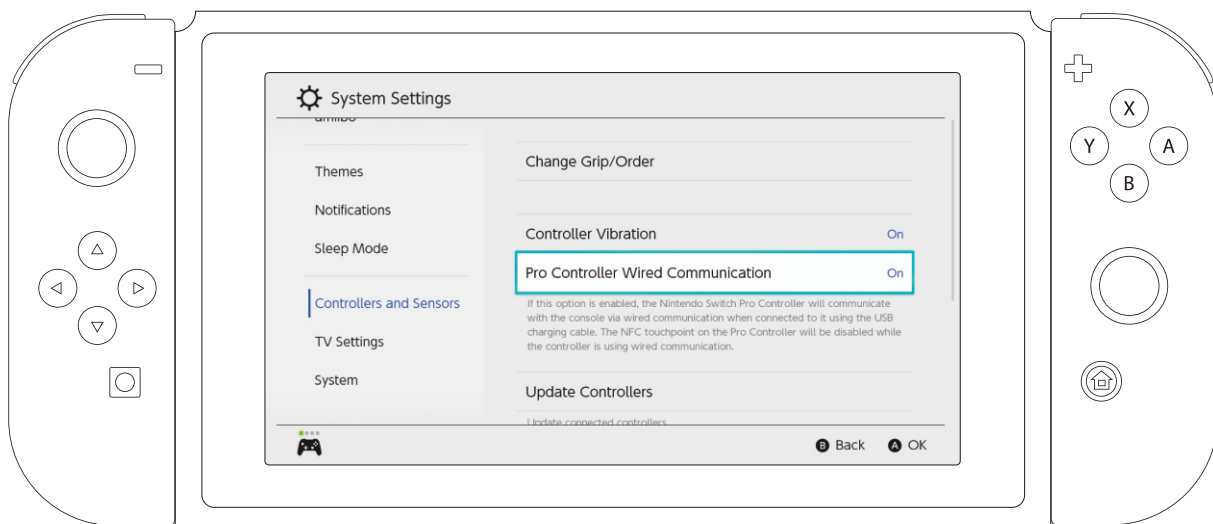 System Settings
amiibo
Themes
Notifications
Sleep Mode
Controllers and Sensors
TV Settings
System
Change Grip/Order
Controller Vibration On
Pro Controller Wired Communication On
If this option is enabled, the Nintendo Switch Pro Controller will communicate
with the console via wired communication when connected to it using the USB
charging cable. The NFC touchpoint on the Pro Controller will be disabled while
the controller is using wired communication.
Update Controllers
Update connected controllers.
B Back A OK
X
Y A
B